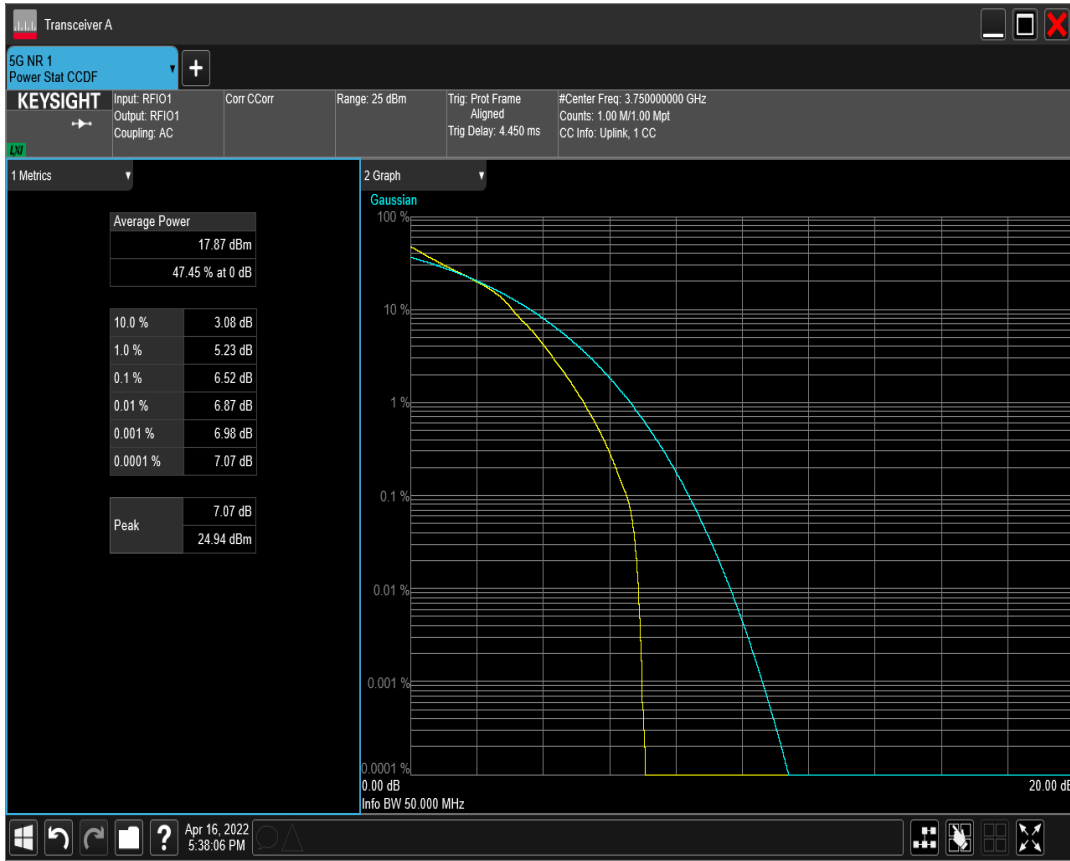 Transceiver A
5G NR 1
Power Stat CCDF
+
KEYSIGHT
LXI
Input: RFIO1
Output: RFIO1
Coupling: AC
Corr CCorr
Range: 25 dBm
Trig: Prot Frame
Aligned
Trig Delay: 4.450 ms
#Center Freq: 3.750000000 GHz
Counts: 1.00 M/1.00 Mpt
CC Info: Uplink, 1 CC
1 Metrics
Average Power
17.87 dBm
47.45 % at 0 dB
10.0 % 3.08 dB
1.0 % 5.23 dB
0.1 % 6.52 dB
0.01 % 6.87 dB
0.001 % 6.98 dB
0.0001 % 7.07 dB
Peak
7.07 dB
24.94 dBm
2 Graph
Gaussian
100 %
10 %
1 %
0.1 %
0.01 %
0.001 %
0.0001 %
0.00 dB 20.00 dB
Info BW 50.000 MHz
?
Apr 16, 2022
5:38:06 PM